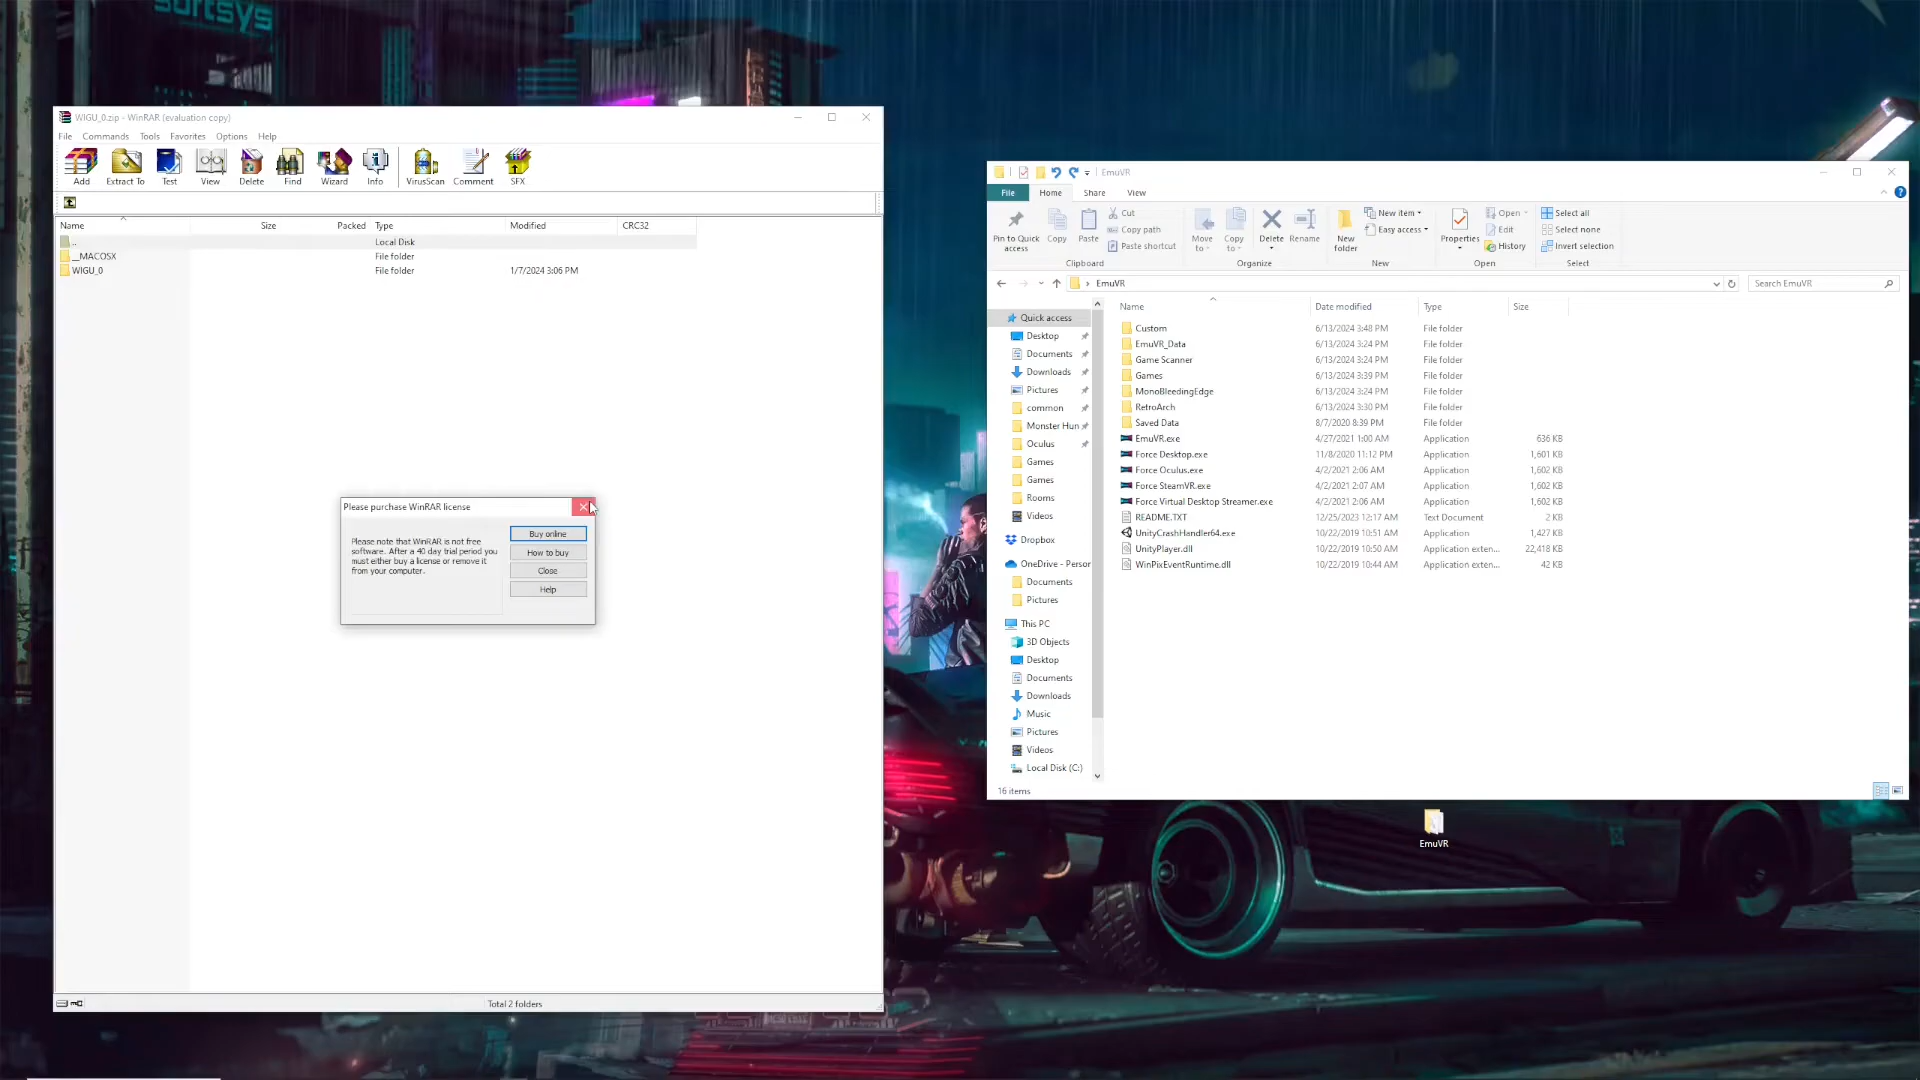 surtsys
WIGU_0.zip - WinRAR (evaluation copy)
File Commands Tools Favorites Options Help
Add Extract To Test View Delete Find Wizard Info VirusScan Comment SFX
Name Size Packed Type Modified CRC32
.. Local Disk
__MACOSX File folder
WIGU_0 File folder 1/7/2024 3:06 PM
Please purchase WinRAR license
Please note that WinRAR is not free
software. After a 40 day trial period you
must either buy a license or remove it
from your computer.
Buy online
How to buy
Close
Help
Total 2 folders
EmuVR
File Home Share View
Pin to Quick access
Copy
Paste
Cut
Copy path
Paste shortcut
Move to
Copy to
Delete
Rename
New folder
New item
Easy access
Properties
Open
Edit
History
Select all
Select none
Invert selection
Clipboard Organize New Open Select
EmuVR
Search EmuVR
Quick access
Desktop
Documents
Downloads
Pictures
common
Monster Hun
Oculus
Games
Games
Rooms
Videos
Dropbox
OneDrive - Person
Documents
Pictures
This PC
3D Objects
Desktop
Documents
Downloads
Music
Pictures
Videos
Local Disk (C:)
Name Date modified Type Size
Custom 6/13/2024 3:48 PM File folder
EmuVR_Data 6/13/2024 3:24 PM File folder
Game Scanner 6/13/2024 3:24 PM File folder
Games 6/13/2024 3:39 PM File folder
MonoBleedingEdge 6/13/2024 3:24 PM File folder
RetroArch 6/13/2024 3:30 PM File folder
Saved Data 8/7/2020 8:39 PM File folder
EmuVR.exe 4/27/2021 1:00 AM Application 636 KB
Force Desktop.exe 11/8/2020 11:12 PM Application 1,601 KB
Force Oculus.exe 4/2/2021 2:06 AM Application 1,602 KB
Force SteamVR.exe 4/2/2021 2:07 AM Application 1,602 KB
Force Virtual Desktop Streamer.exe 4/2/2021 2:06 AM Application 1,602 KB
README.TXT 12/25/2023 12:17 AM Text Document 2 KB
UnityCrashHandler64.exe 10/22/2019 10:51 AM Application 1,427 KB
UnityPlayer.dll 10/22/2019 10:50 AM Application exten... 22,418 KB
WinPixEventRuntime.dll 10/22/2019 10:44 AM Application exten... 42 KB
16 items
EmuVR